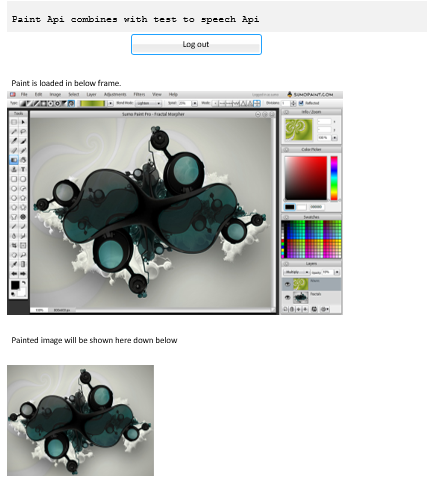 Paint Api combines with test to speech Api
Log out
Paint is loaded in below frame.
File Edit Image Select Layer Adjustments Filters View Help
SUMOPAINT.COM
Sumo Paint Pro - Fractal Morpher
Tools
Info / Zoom
Color Picker
Swatches
Layers
Painted image will be shown here down below